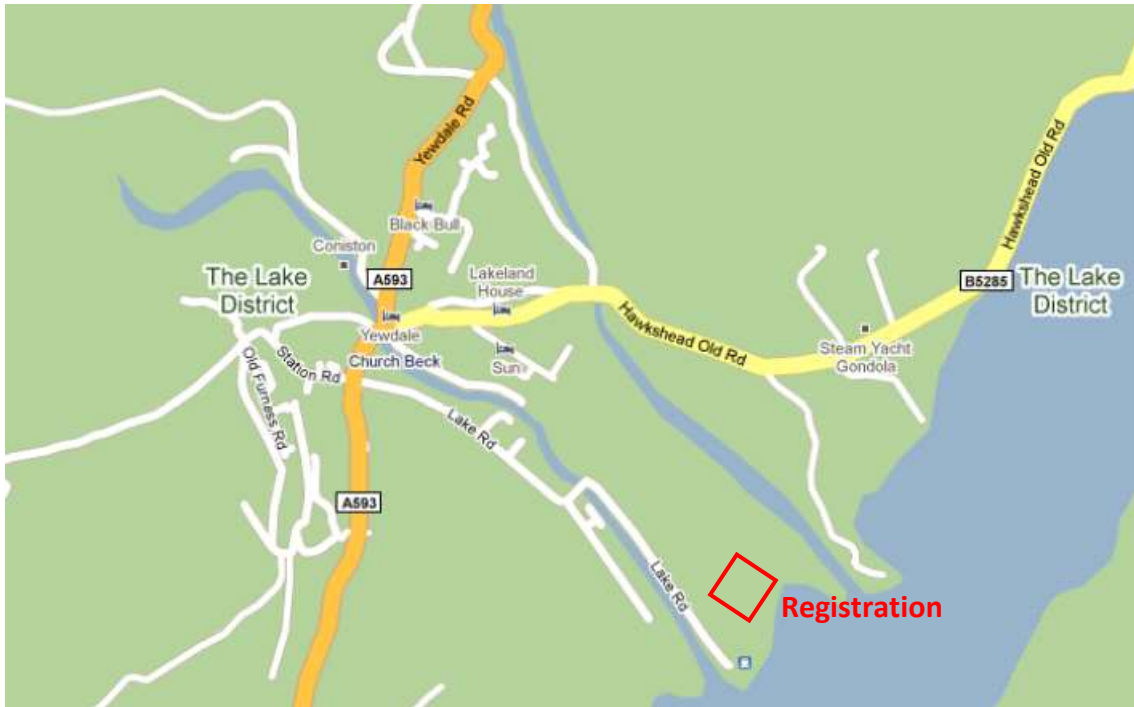 Yewdale Rd
Hawkshead Old Rd
Black Bull
Coniston
A593
Lakeland
House
The Lake
District
B5285
The Lake
District
Yewdale
Hawkshead Old Rd
Steam Yacht
Gondola
Church Beck
Sun
Station Rd
Old Furness Rd
Lake Rd
A593
Lake Rd
Registration